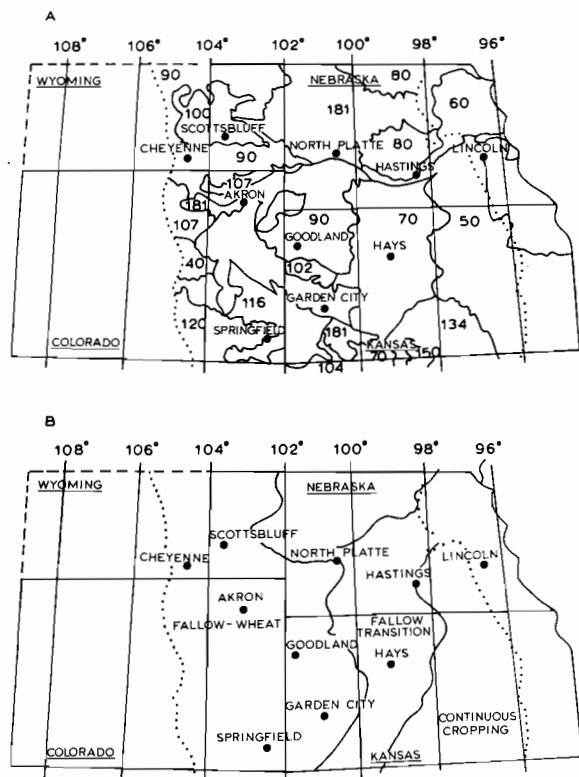 A
108° 106° 104° 102° 100° 98° 96°
WYOMING 90 NEBRASKA 80
100 181 60
SCOTTSBLUFF
CHEYENNE 90 NORTH PLATTE 80 LINCOLN
HASTINGS
107
AKRON
181 90 70 50
107 GOODLAND HAYS
40 102
116 GARDEN CITY
120 SPRINGFIELD 181 134
COLORADO 70 KANSAS 150
104
B
108° 106° 104° 102° 100° 98° 96°
WYOMING NEBRASKA
SCOTTSBLUFF
CHEYENNE NORTH PLATTE LINCOLN
HASTINGS
AKRON
FALLOW-WHEAT FALLOW
TRANSITION
GOODLAND HAYS
GARDEN CITY CONTINUOUS
CROPPING
SPRINGFIELD
COLORADO KANSAS